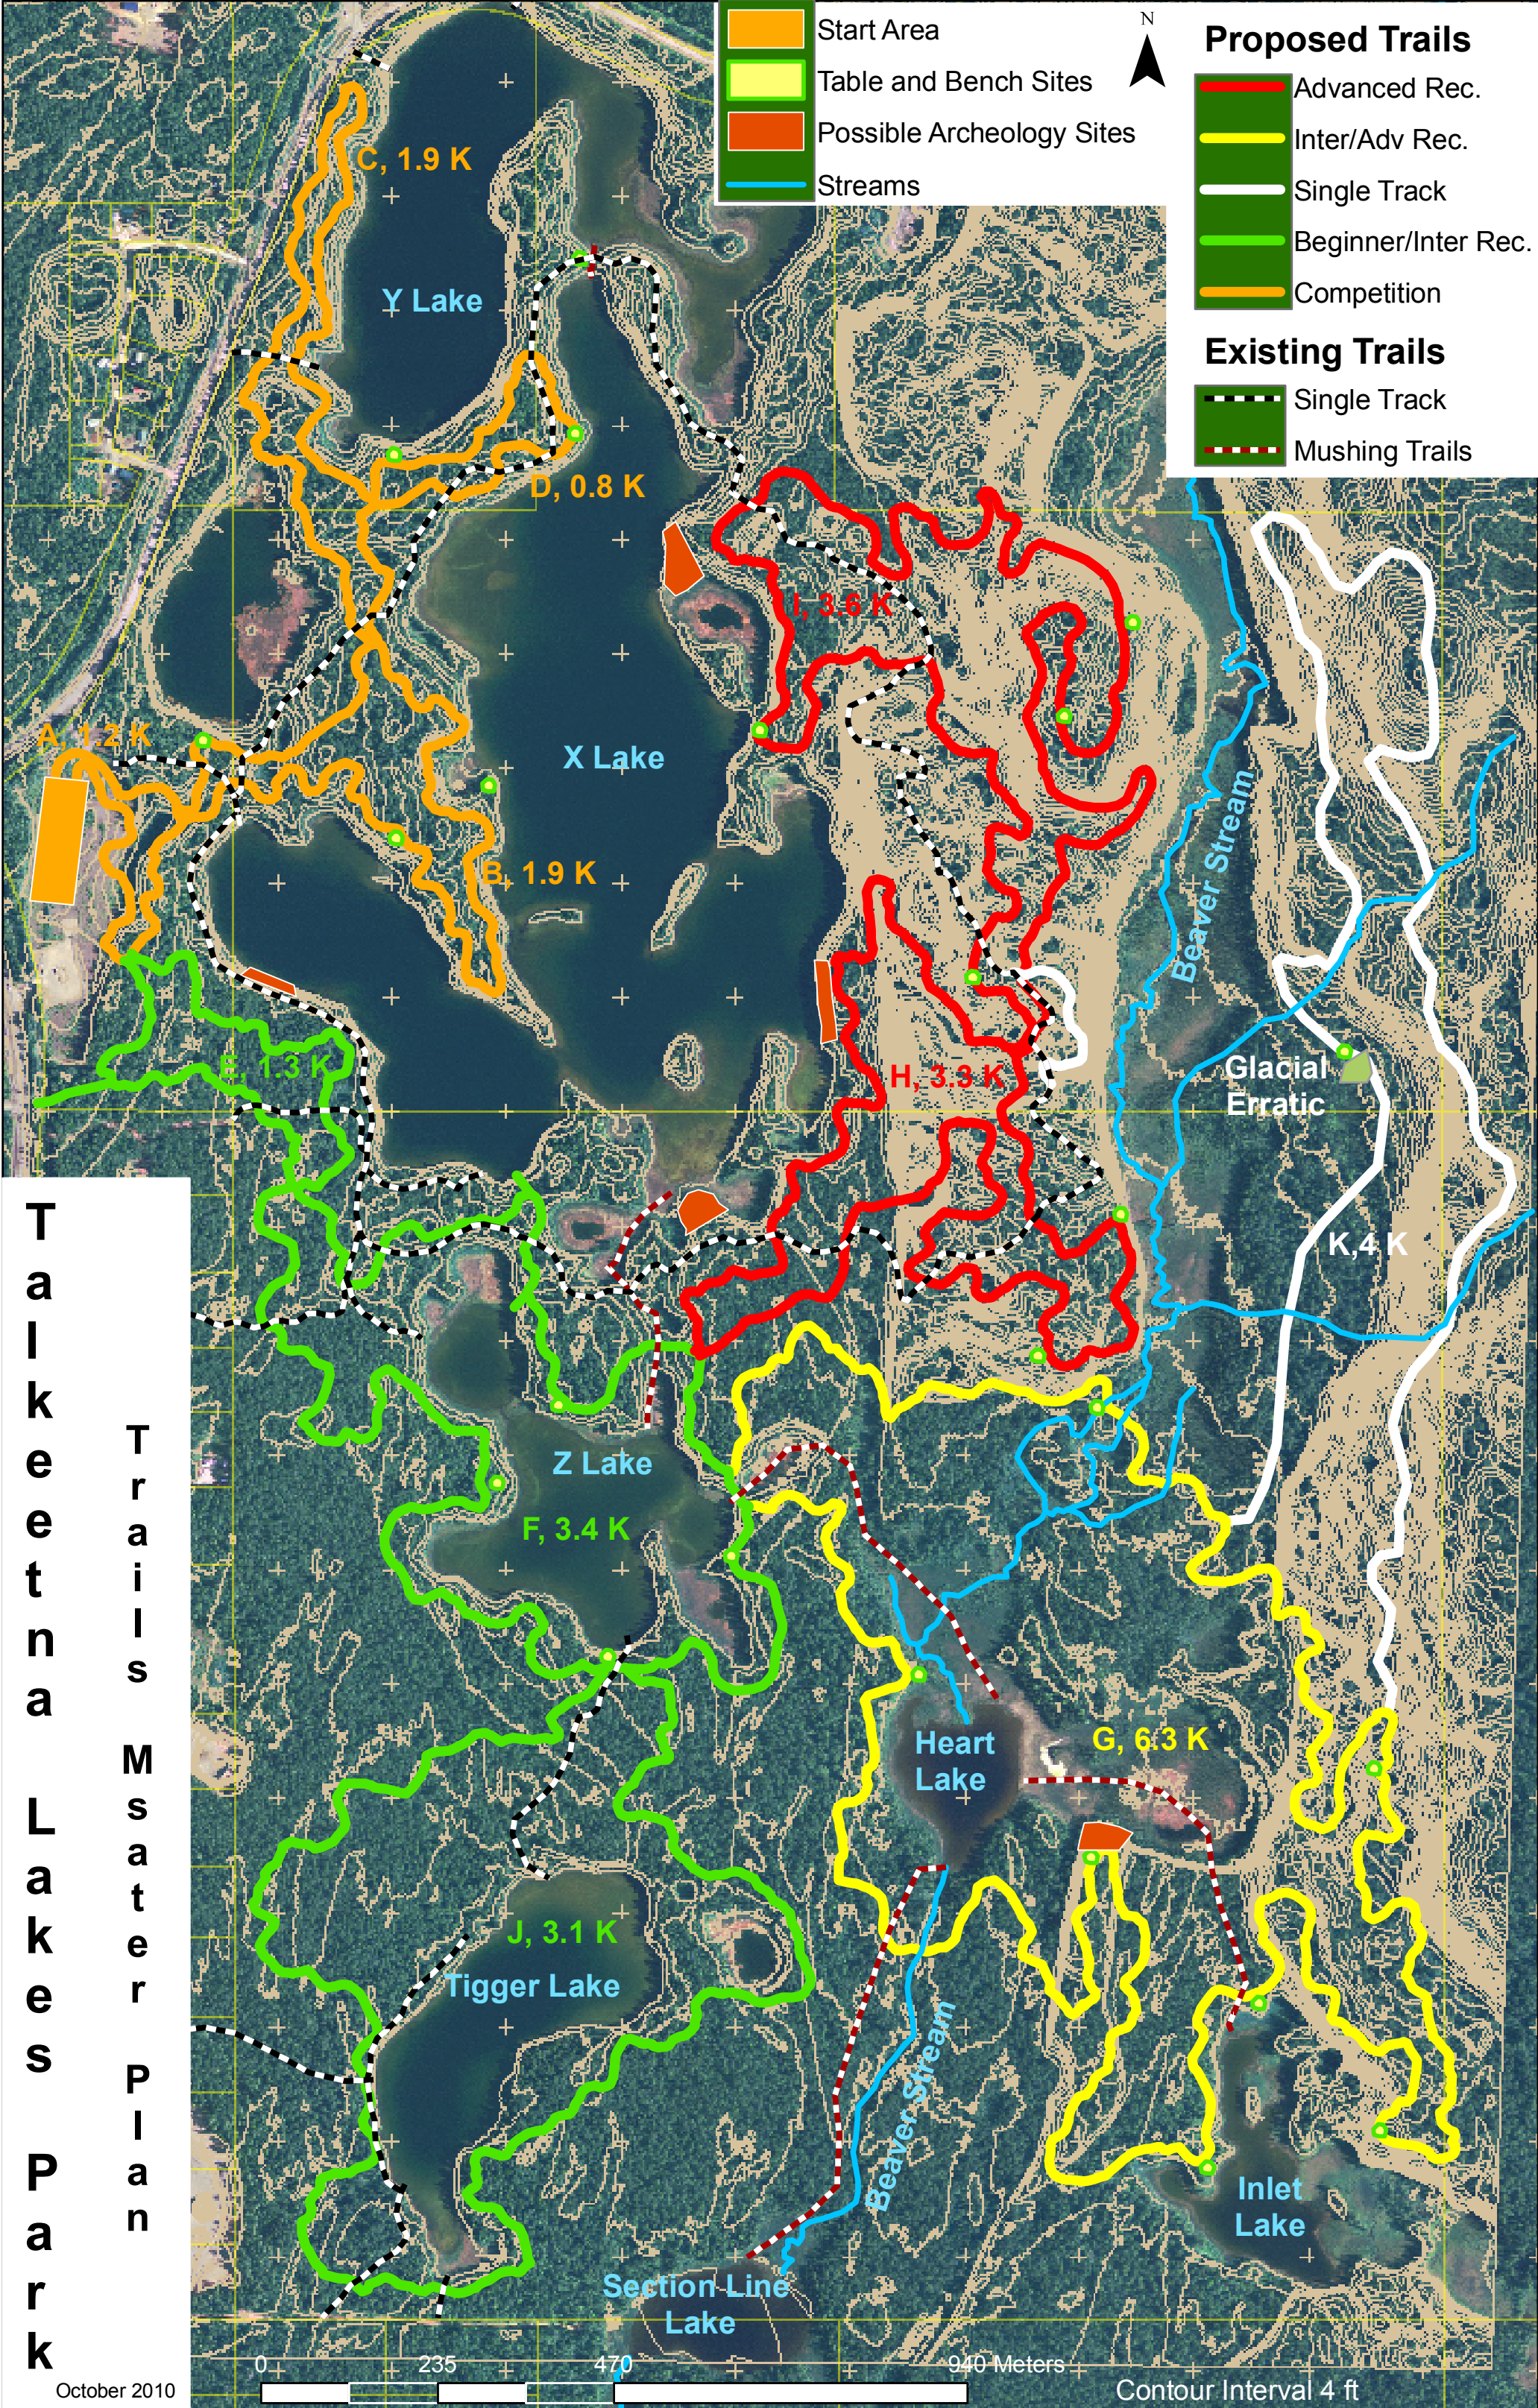 Start Area
Table and Bench Sites
Possible Archeology Sites
Streams
N
Proposed Trails
Advanced Rec.
Inter/Adv Rec.
Single Track
Beginner/Inter Rec.
Competition
Existing Trails
Single Track
Mushing Trails
C, 1.9 K
Y Lake
D, 0.8 K
I, 3.6 K
A, 1.2 K
X Lake
B, 1.9 K
Beaver Stream
E, 1.3 K
H, 3.3 K
Glacial
Erratic
K,4 K
Z Lake
F, 3.4 K
Heart
Lake
G, 6.3 K
J, 3.1 K
Tigger Lake
Beaver Stream
Inlet
Lake
Section Line
Lake
Talkeetna Lakes Park
Trails Msater Plan
October 2010
0 235 470 940 Meters
Contour Interval 4 ft